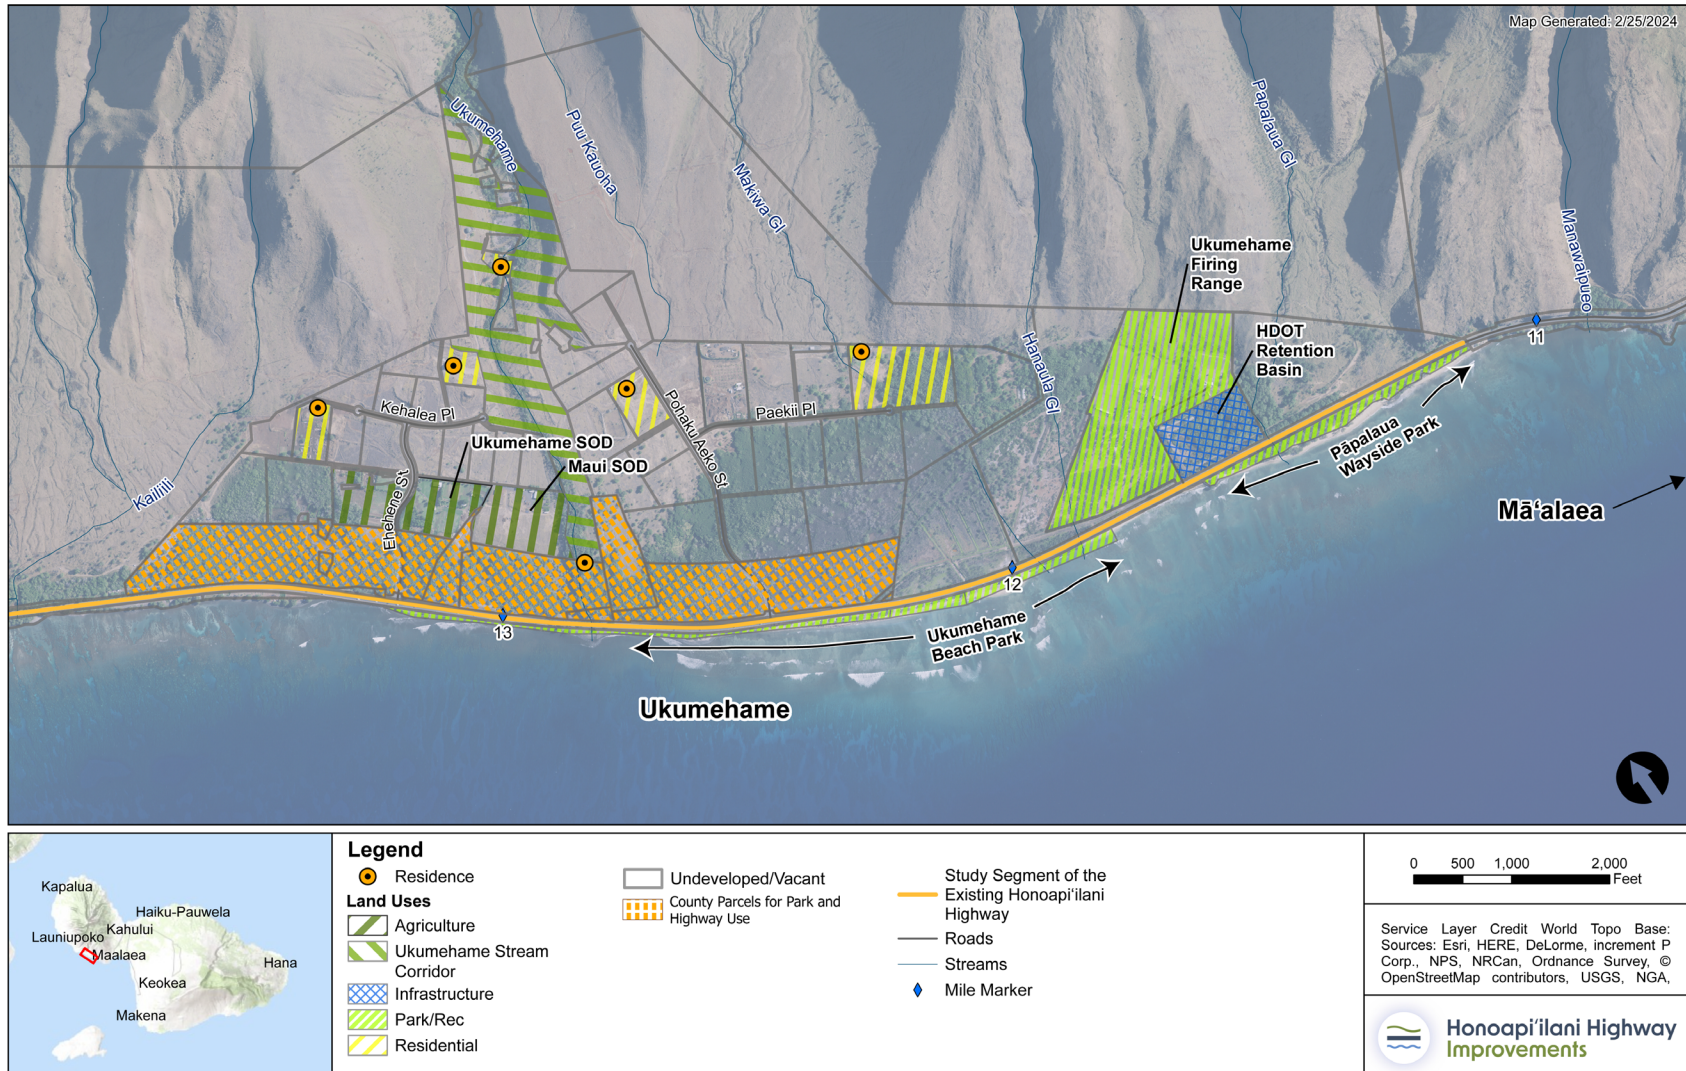 Map Generated: 2/25/2024
Ukumehame
Puu Kauoha
Makiwa Gl
Papalaua Gl
Manawaipueo
Hanaula Gl
Kailiili
Ukumehame
Firing
Range
HDOT
Retention
Basin
11
Kehalea Pl
Paekii Pl
Pohaku Aeko St
Ehehene St
Ukumehame SOD
Maui SOD
Pāpalaua
Wayside Park
Māʻalaea
12
13
Ukumehame
Beach Park
Ukumehame
Kapalua
Haiku-Pauwela
Kahului
Launiupoko
Maalaea
Hana
Keokea
Makena
Legend
Residence
Land Uses
Agriculture
Ukumehame Stream
Corridor
Infrastructure
Park/Rec
Residential
Undeveloped/Vacant
County Parcels for Park and
Highway Use
Study Segment of the
Existing Honoapiʻilani
Highway
Roads
Streams
Mile Marker
0 500 1,000 2,000
Feet
Service Layer Credit World Topo Base:
Sources: Esri, HERE, DeLorme, increment P
Corp., NPS, NRCan, Ordnance Survey, ©
OpenStreetMap contributors, USGS, NGA,
Honoapiʻilani Highway
Improvements